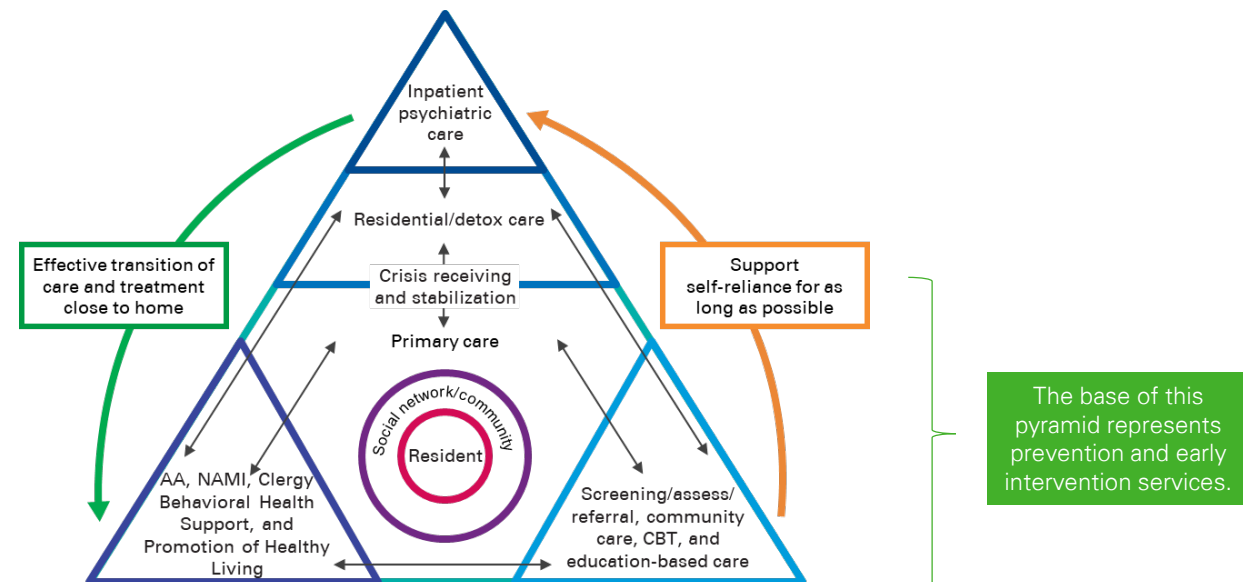 Inpatient
psychiatric
care
Residential/detox care
Effective transition of
care and treatment
close to home
Crisis receiving
and stabilization
Support
self-reliance for as
long as possible
Primary care
Social network/community
Resident
AA, NAMI, Clergy
Behavioral Health
Support, and
Promotion of Healthy
Living
Screening/assess/
referral, community
care, CBT, and
education-based care
The base of this
pyramid represents
prevention and early
intervention services.